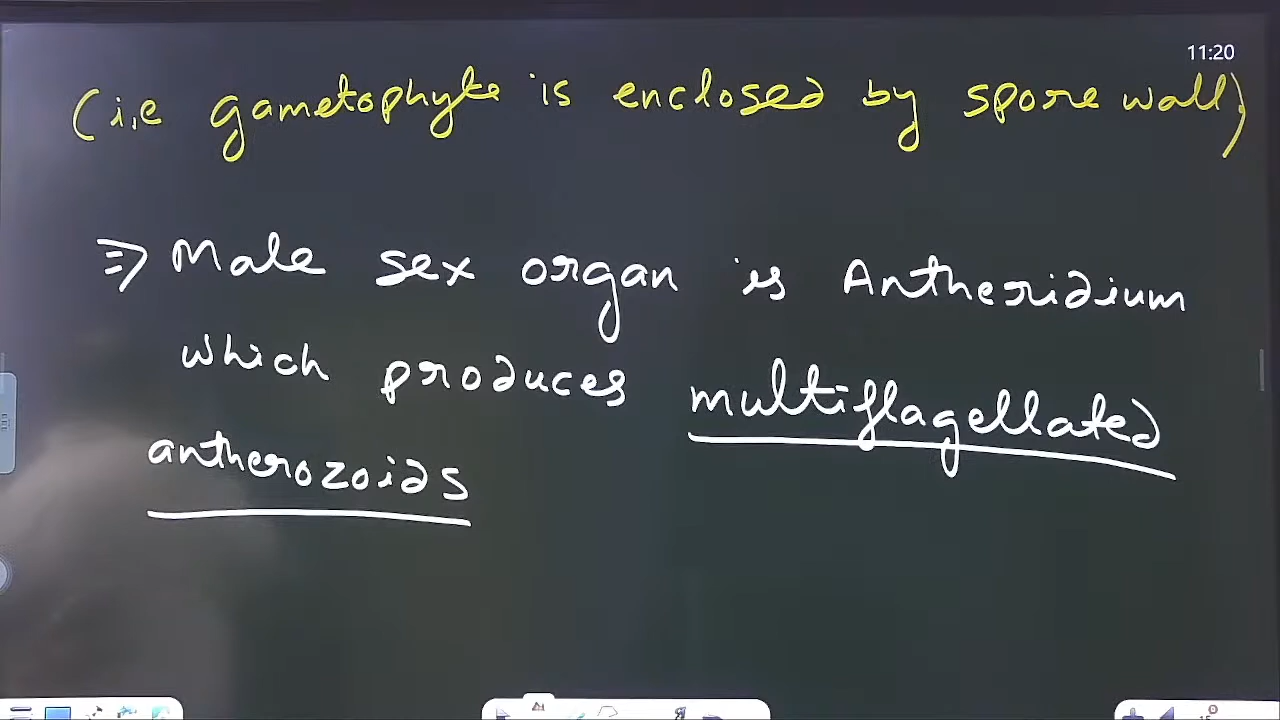 11:20
(i,e gametophyte is enclosed by spore wall)
⇒ Male sex organ is Antheridium
which produces multiflagellated
antherozoids